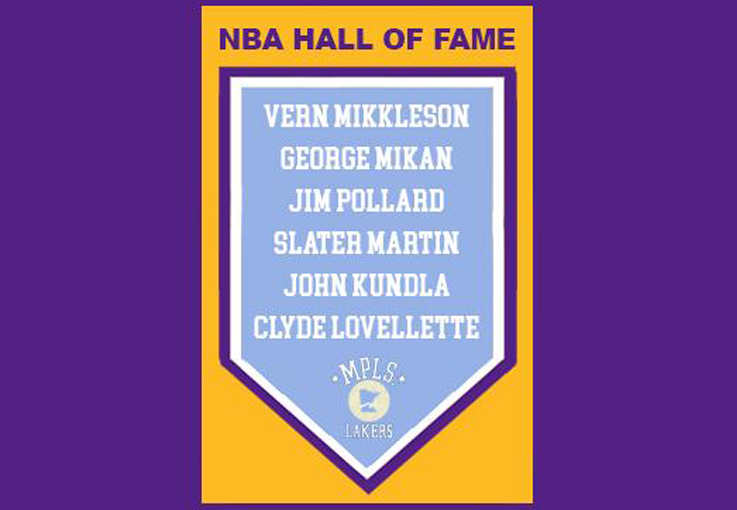 NBA HALL OF FAME
VERN MIKKLESON
GEORGE MIKAN
JIM POLLARD
SLATER MARTIN
JOHN KUNDLA
CLYDE LOVELLETTE
MPLS.
LAKERS